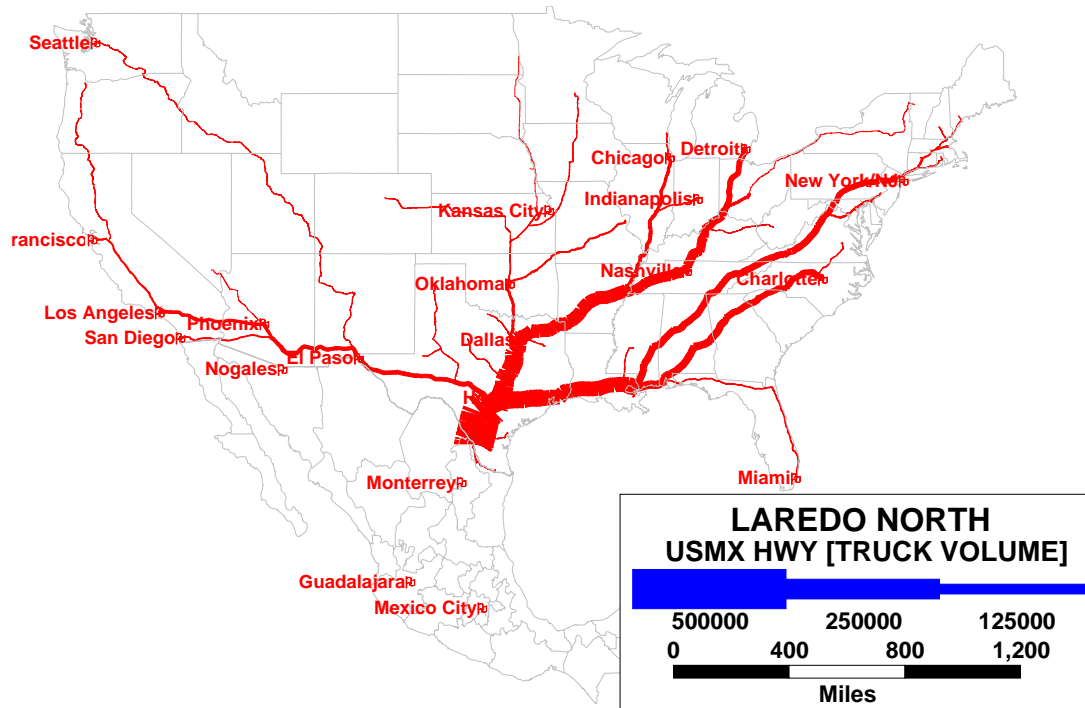 Seattle
Detroit
Chicago
New York/NJ
Indianapolis
Kansas City
rancisco
Nashville
Charlotte
Oklahoma
Los Angeles
Phoenix
San Diego
Dallas
El Paso
Nogales
Monterrey
Miami
LAREDO NORTH
USMX HWY [TRUCK VOLUME]
500000 250000 125000
0 400 800 1,200
Miles
Guadalajara
Mexico City